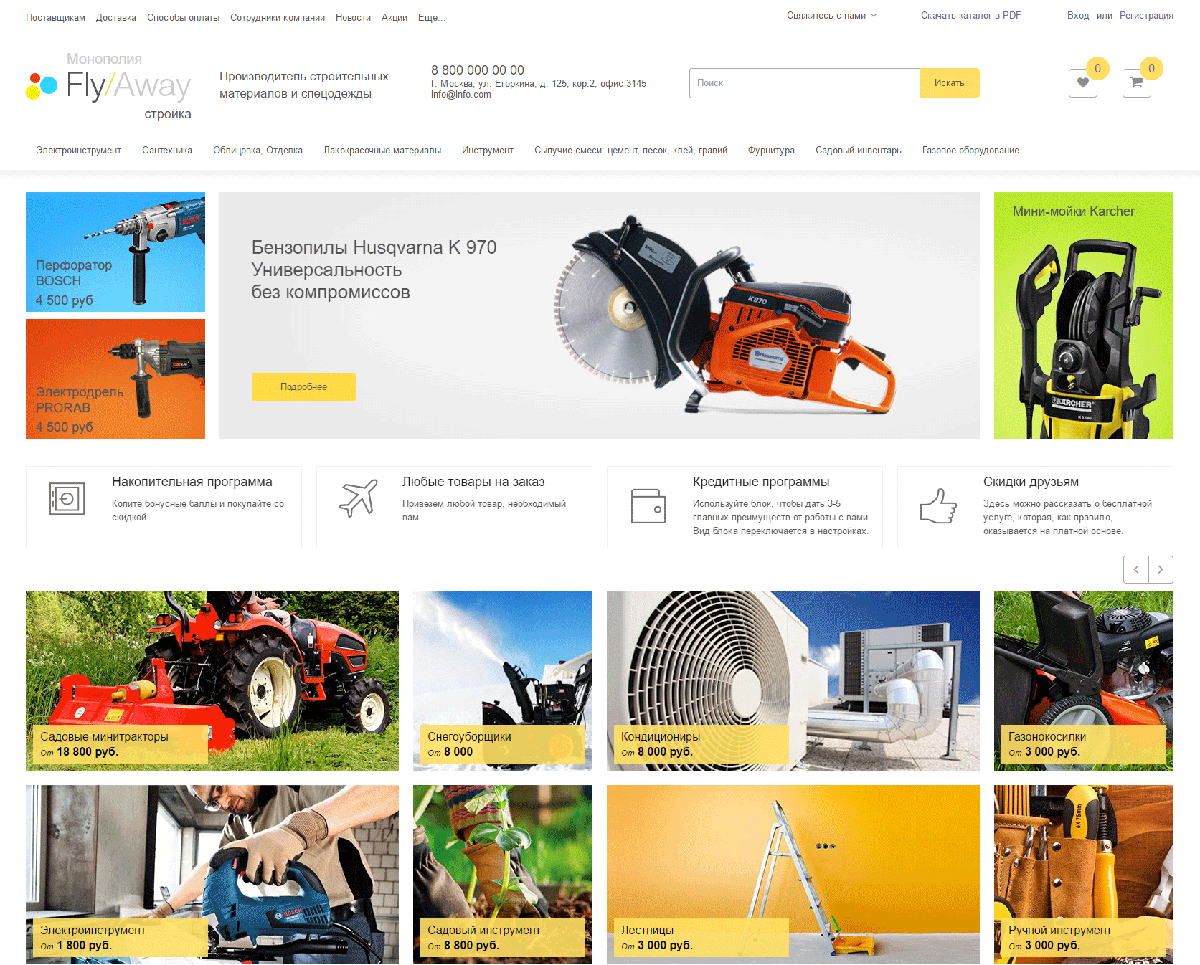 Поставщикам Доставка Способы оплаты Сотрудники компании Новости Акции Еще... Свяжитесь с нами Скачать каталог в PDF Вход или Регистрация
Монополия
Fly/Away
стройка
Производитель строительных
материалов и спецодежды
8 800 000 00 00
Г. Москва, ул. Егоркина, д. 125, кор.2, офис 3145
Info@Info.com
Поиск
Искать
0
0
Электроинструмент Сантехника Облицовка, Отделка Лакокрасочные материалы Инструмент Сыпучие смеси: цемент, песок, клей, гравий Фурнитура Садовый инвентарь Газовое оборудование
Перфоратор
BOSCH
4 500 руб
Электродрель
PRORAB
4 500 руб
Бензопилы Husqvarna K 970
Универсальность
без компромиссов
Подробнее
K970
Husqvarna
Мини-мойки Karcher
KARCHER
Накопительная программа
Копите бонусные баллы и покупайте со
скидкой
Любые товары на заказ
Привезем любой товар, необходимый
вам
Кредитные программы
Используйте блок, чтобы дать 3-5
главных преимуществ от работы с вами.
Вид блока переключается в настройках.
Скидки друзьям
Здесь можно рассказать о бесплатной
услуге, которая, как правило,
оказывается на платной основе.
Садовые минитракторы
От 18 800 руб.
Снегоуборщики
От 8 000
Кондиционеры
От 8 000 руб.
Газонокосилки
От 3 000 руб.
BOSCH
Электроинструмент
От 1 800 руб.
Садовый инструмент
От 8 800 руб.
Лестницы
От 3 000 руб.
Ручной инструмент
От 3 000 руб.